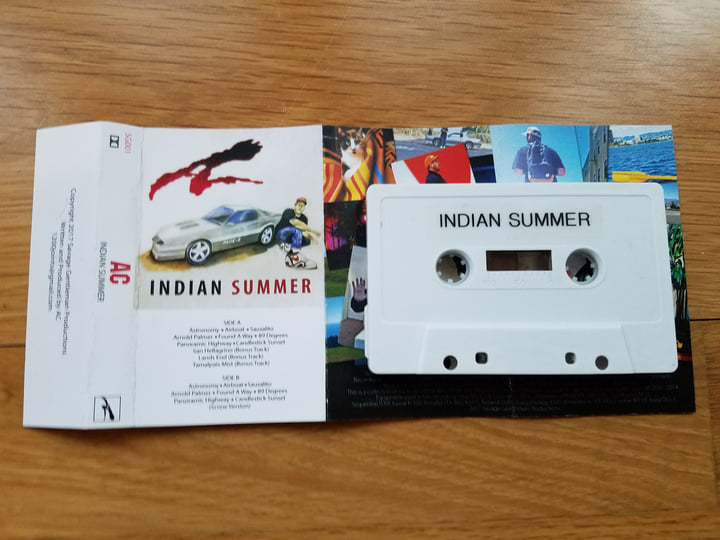 Copyright 2017 Savage Gentleman Productions
Written and Produced by AC
SG001
AC
INDIAN SUMMER
INDIAN SUMMER
SIDE A
Astronomy • Airboat • Sausalito
Arnold Palmer • Found A Way • 89 Degrees
Panoramic Highway • Candlestick Sunset
San Hellagrino (Bonus Track)
Lands End (Bonus Track)
Tamalpais Mist (Bonus Track)
SIDE B
Astronomy • Airboat • Sausalito
Arnold Palmer • Found A Way • 89 Degrees
Panoramic Highway • Candlestick Sunset
(Screw Version)
INDIAN SUMMER